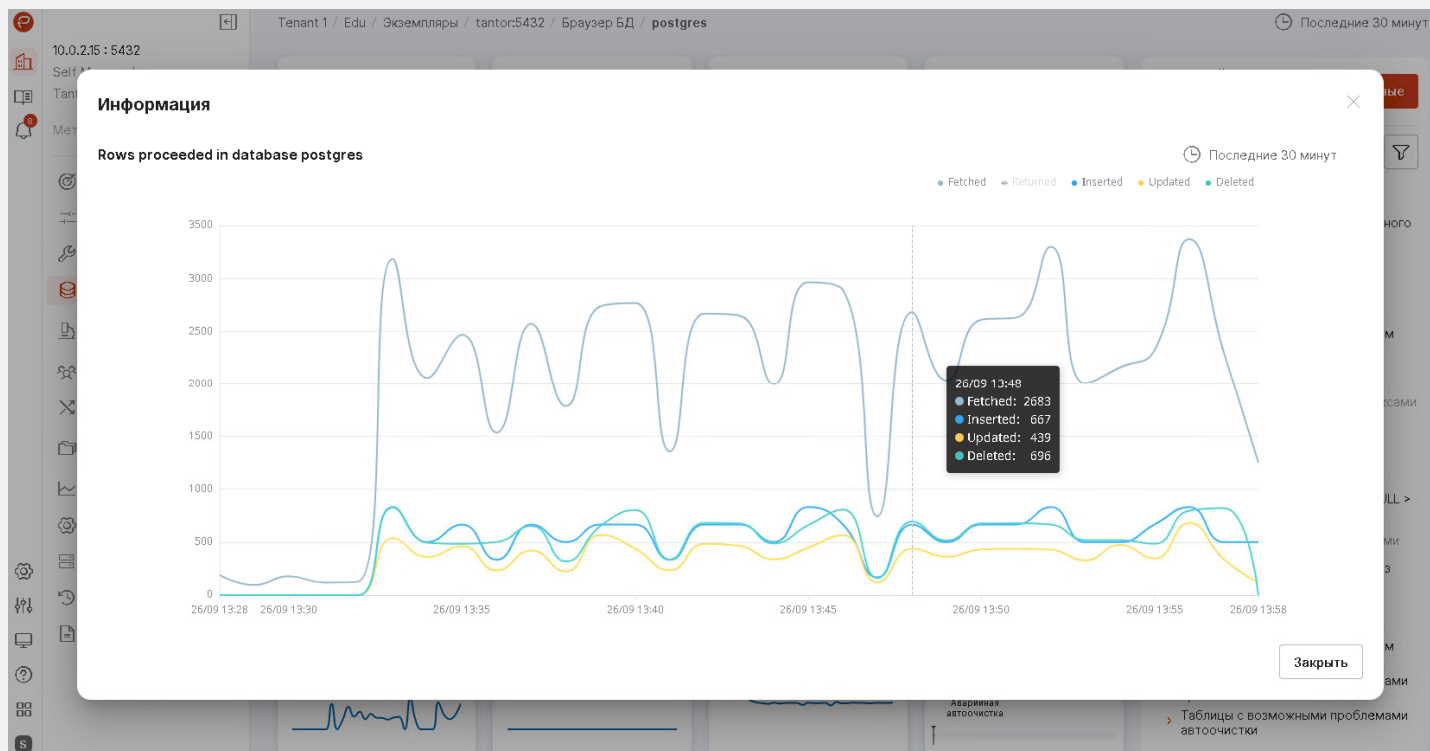 Tenant 1 / Edu / Экземпляры / tantor:5432 / Браузер БД / postgres
Последние 30 минут
10.0.2.15 : 5432
8
Информация
Rows proceeded in database postgres
Последние 30 минут
Fetched Returned Inserted Updated Deleted
3500
3000
2500
2000
1500
1000
500
0
26/09 13:28 26/09 13:30 26/09 13:35 26/09 13:40 26/09 13:45 26/09 13:50 26/09 13:55 26/09 13:58
26/09 13:48
Fetched: 2683
Inserted: 667
Updated: 439
Deleted: 696
Закрыть
Аварийная
автоочистка
Таблицы с возможными проблемами
автоочистки
S